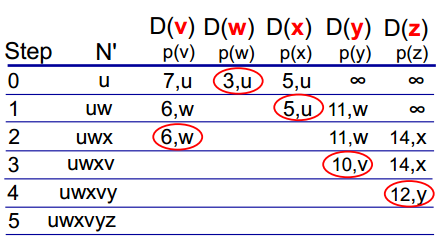 D(v) D(w) D(x) D(y) D(z)
Step N' p(v) p(w) p(x) p(y) p(z)
0 u 7,u 3,u 5,u ∞ ∞
1 uw 6,w 5,u 11,w ∞
2 uwx 6,w 11,w 14,x
3 uwxv 10,v 14,x
4 uwxvy 12,y
5 uwxvyz